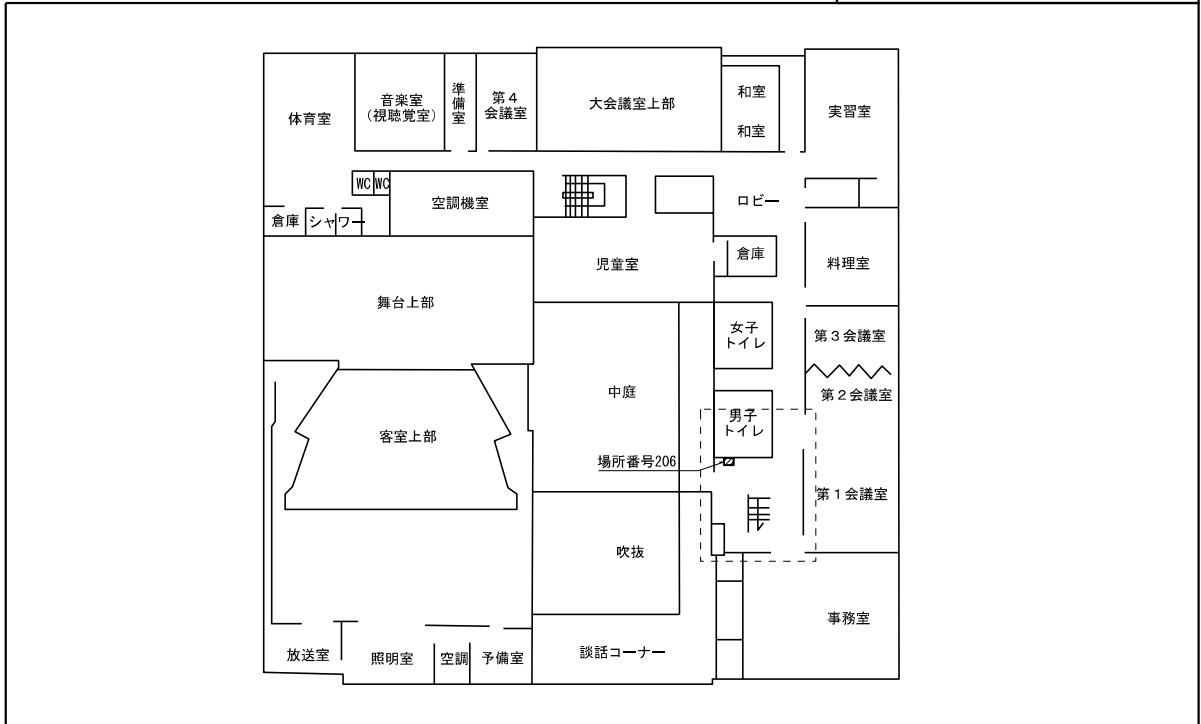 体育室
音楽室
(視聴覚室)
準備室
第4
会議室
大会議室上部
和室
和室
実習室
WC
WC
空調機室
ロビー
倉庫
シャワー
児童室
倉庫
料理室
舞台上部
女子
トイレ
第3会議室
中庭
第2会議室
男子
トイレ
客室上部
場所番号206
第1会議室
吹抜
事務室
放送室
照明室
空調
予備室
談話コーナー